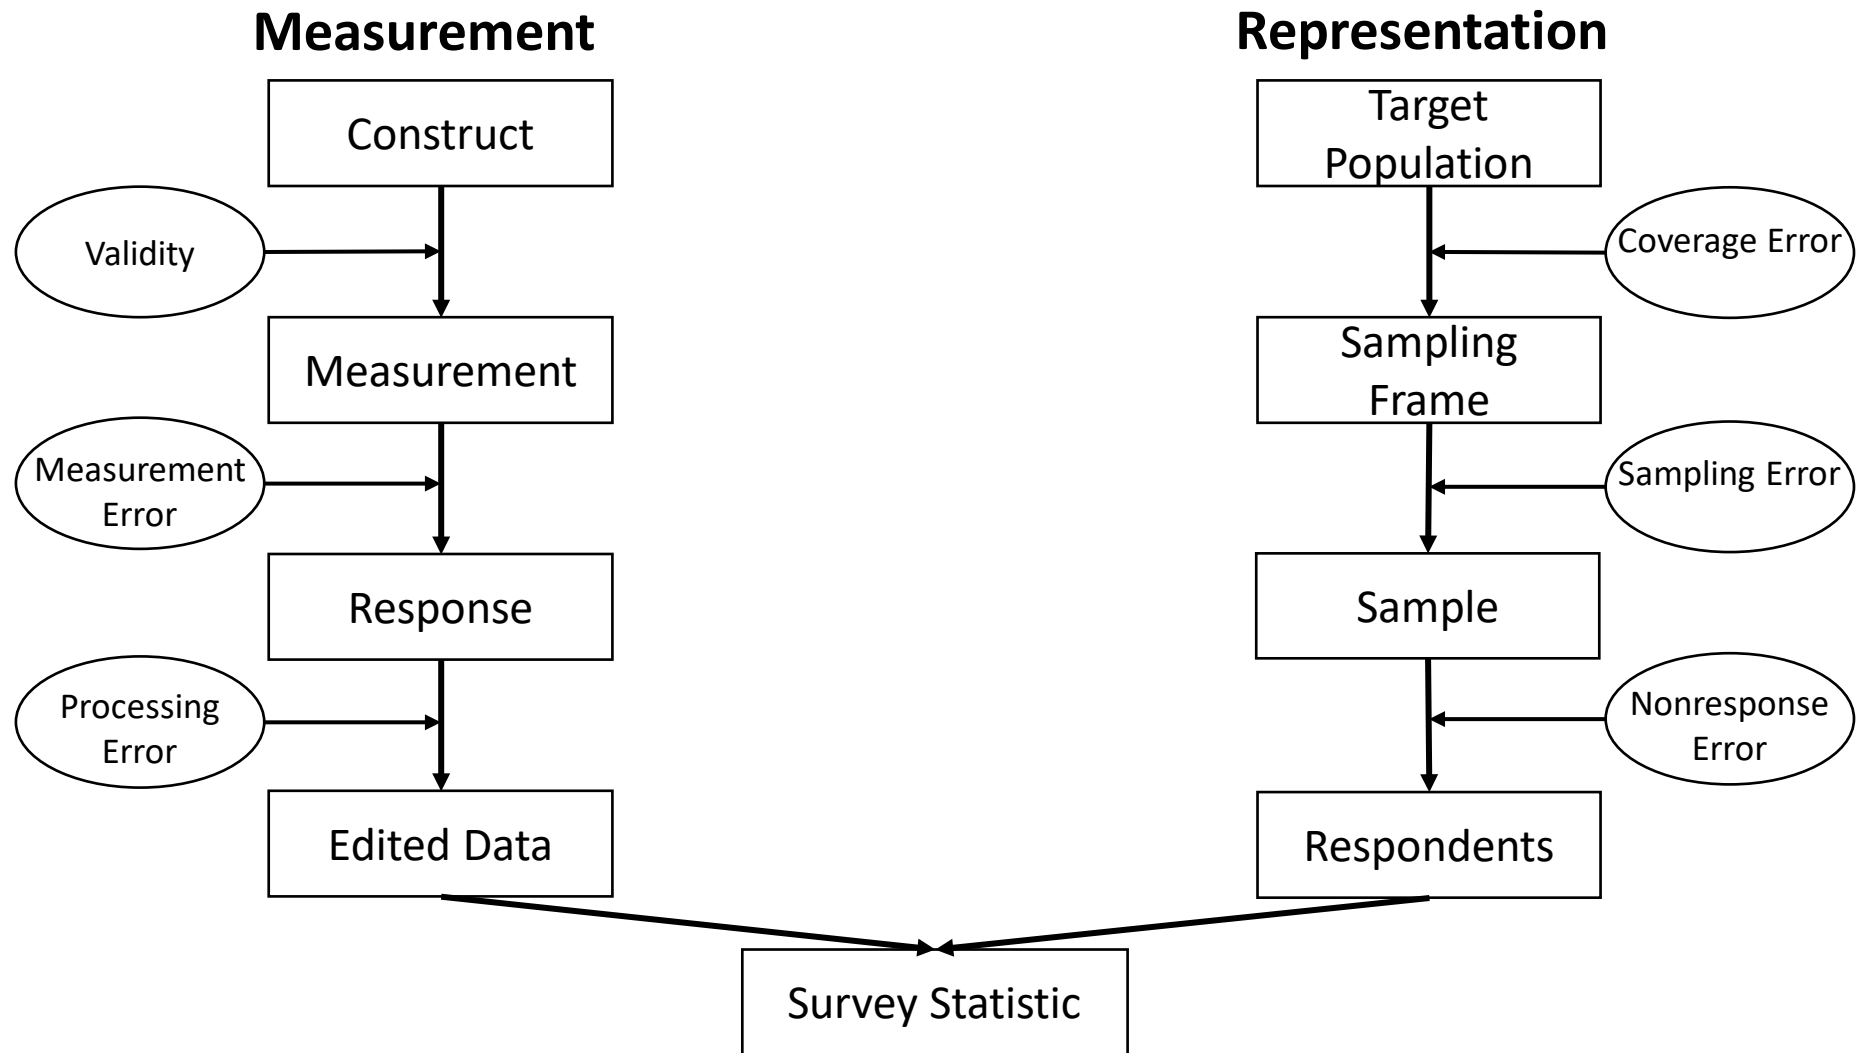 Measurement
Representation
Construct
Target
Population
Validity
Coverage Error
Measurement
Sampling
Frame
Measurement
Error
Sampling Error
Response
Sample
Processing
Error
Nonresponse
Error
Edited Data
Respondents
Survey Statistic